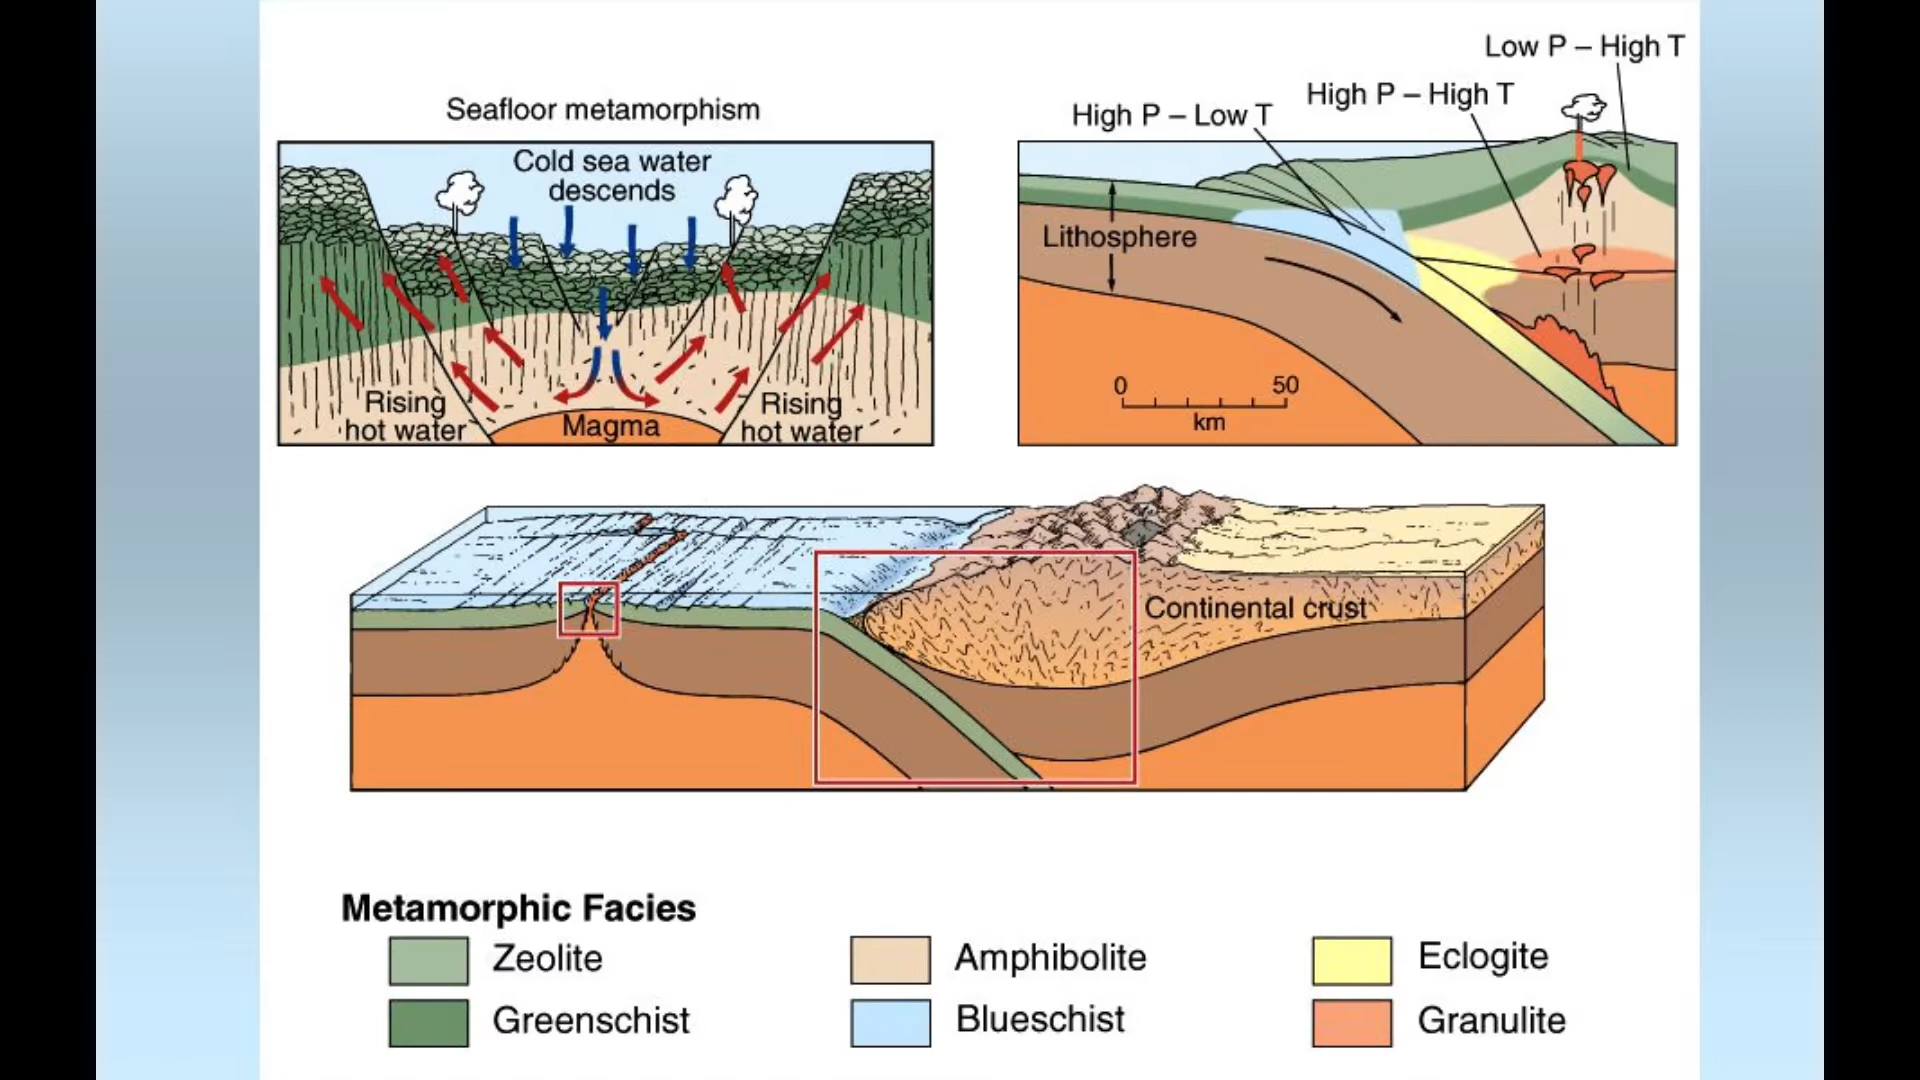 Low P – High T
High P – High T
High P – Low T
Seafloor metamorphism
Cold sea water
descends
Rising
hot water
Magma
Rising
hot water
Lithosphere
0 50
km
Continental crust
Metamorphic Facies
Zeolite
Amphibolite
Eclogite
Greenschist
Blueschist
Granulite